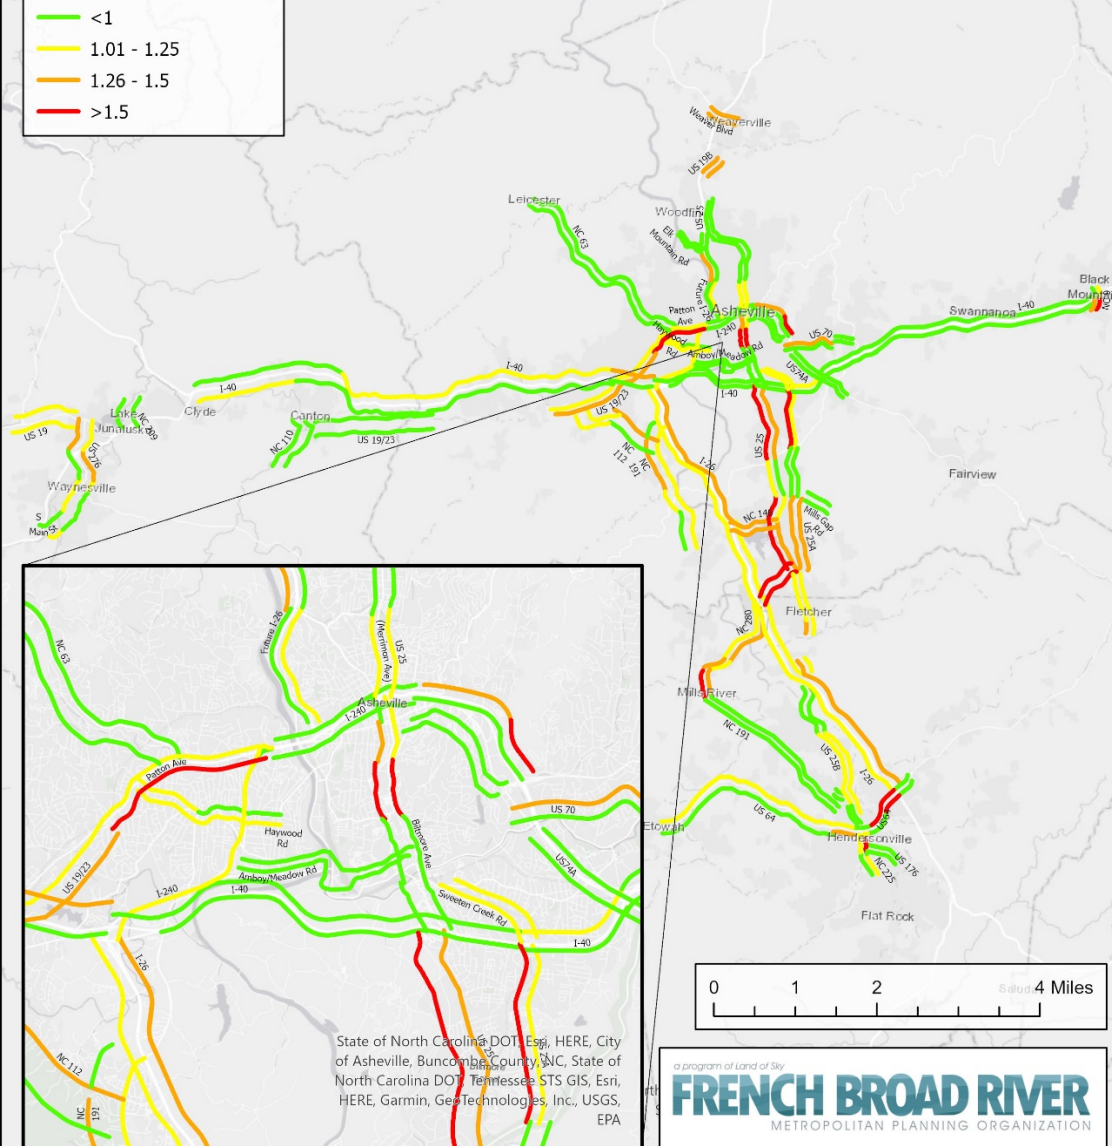 <1
1.01 - 1.25
1.26 - 1.5
>1.5
Weaverville
Weaver Blvd
US 19B
Leicester
Woodfin
US 25
NC 63
Elk
Mountain Rd
Future I-26
Patton
Ave
Asheville
I-240
Haywood
Rd
Amboy/Meadow Rd
US 70
US74A
Swannanoa
I-40
Black
I-40
I-40
Clyde
I-40
US 19/23
Canton
US 19/23
NC 110
Lake
Junaluska
NC 209
US 19
US 276
Waynesville
S
Main St
NC
112
NC
191
I-26
US 25
Fairview
NC 146
Mills Gap
Rd
US 25A
Fletcher
NC 280
Mills River
NC 191
US 25B
I-26
Etowah
US 64
Hendersonville
US64
US 176
NC 225
Flat Rock
NC 63
Future I-26
(Merrimon Ave)
US 25
Asheville
I-240
Patton Ave
US 70
Haywood
Rd
Biltmore Ave
US74A
US 19/23
Amboy/Meadow Rd
I-240
I-40
Sweeten Creek Rd
I-40
I-26
NC 112
NC
191
State of North Carolina DOT, Esri, HERE, City
of Asheville, Buncombe County, NC, State of
North Carolina DOT, Tennessee STS GIS, Esri,
HERE, Garmin, GeoTechnologies, Inc., USGS,
EPA
0 1 2 4 Miles
a program of Land of Sky
FRENCH BROAD RIVER
METROPOLITAN PLANNING ORGANIZATION